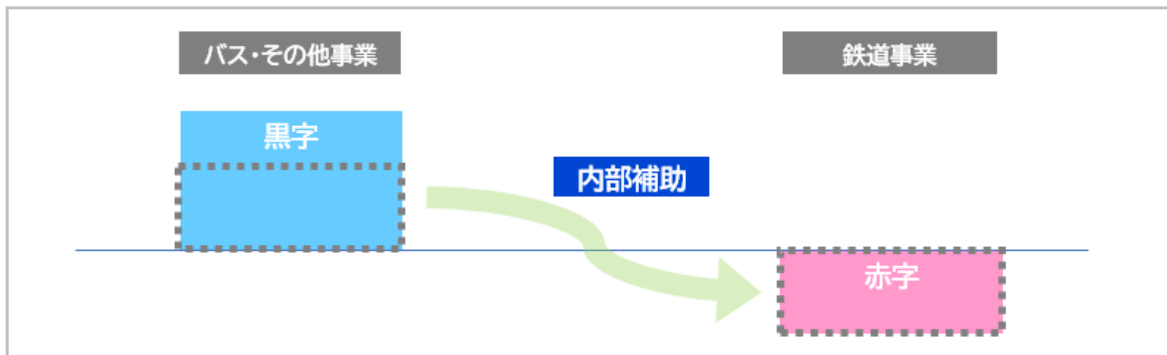 バス・その他事業
鉄道事業
黒字
内部補助
赤字